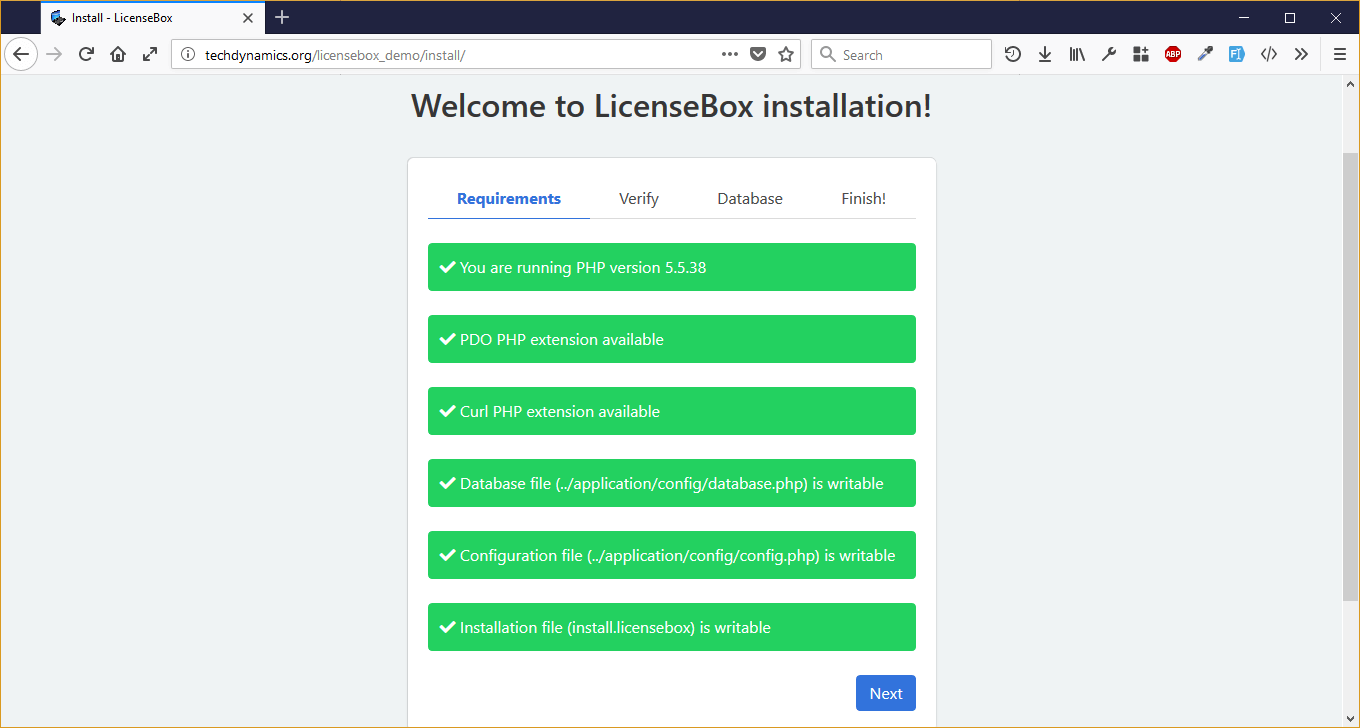 Install - LicenseBox
techdynamics.org/licensebox_demo/install/
Search
ABP
Welcome to LicenseBox installation!
Requirements Verify Database Finish!
You are running PHP version 5.5.38
PDO PHP extension available
Curl PHP extension available
Database file (../application/config/database.php) is writable
Configuration file (../application/config/config.php) is writable
Installation file (install.licensebox) is writable
Next